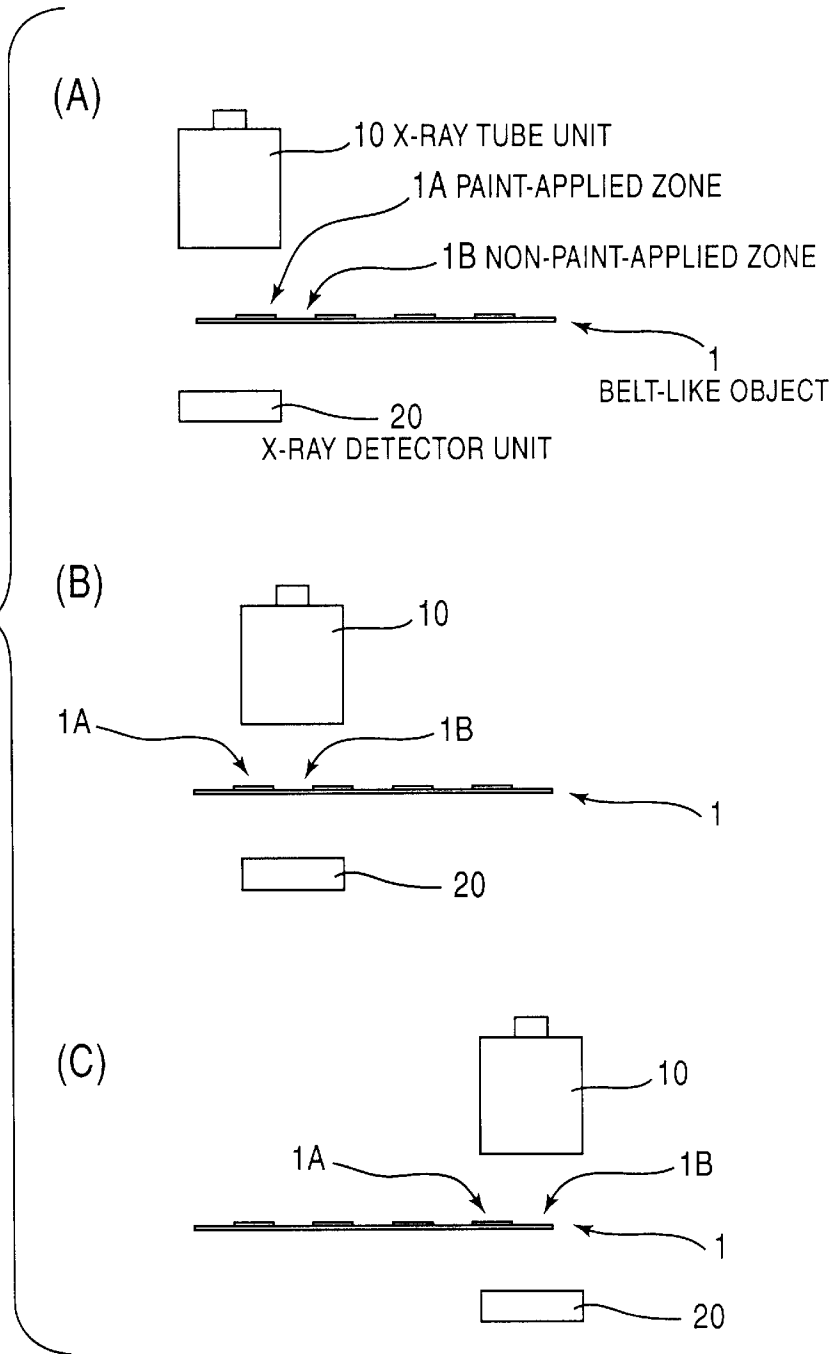 (A)
10 X-RAY TUBE UNIT
1A PAINT-APPLIED ZONE
1B NON-PAINT-APPLIED ZONE
1
BELT-LIKE OBJECT
20
X-RAY DETECTOR UNIT
(B)
10
1A
1B
1
20
(C)
10
1A
1B
1
20